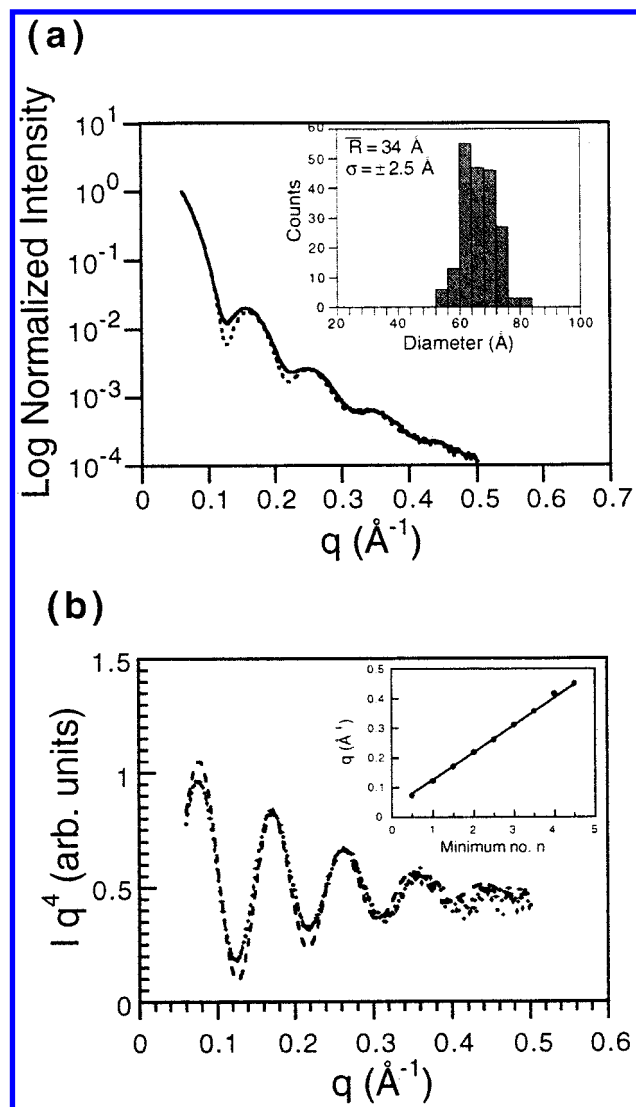 (a)
Log Normalized Intensity
10^1
10^0
10^-1
10^-2
10^-3
10^-4
0 0.1 0.2 0.3 0.4 0.5 0.6 0.7
q (Å^-1)
R̅ = 34 Å
σ = ± 2.5 Å
Counts
60
50
40
30
20
10
0
20 40 60 80 100
Diameter (Å)
(b)
I q^4 (arb. units)
1.5
1
0.5
0
0 0.1 0.2 0.3 0.4 0.5 0.6
q (Å^-1)
q (Å^-1)
0.5
0.4
0.3
0.2
0.1
0
0 1 2 3 4 5
Minimum no. n